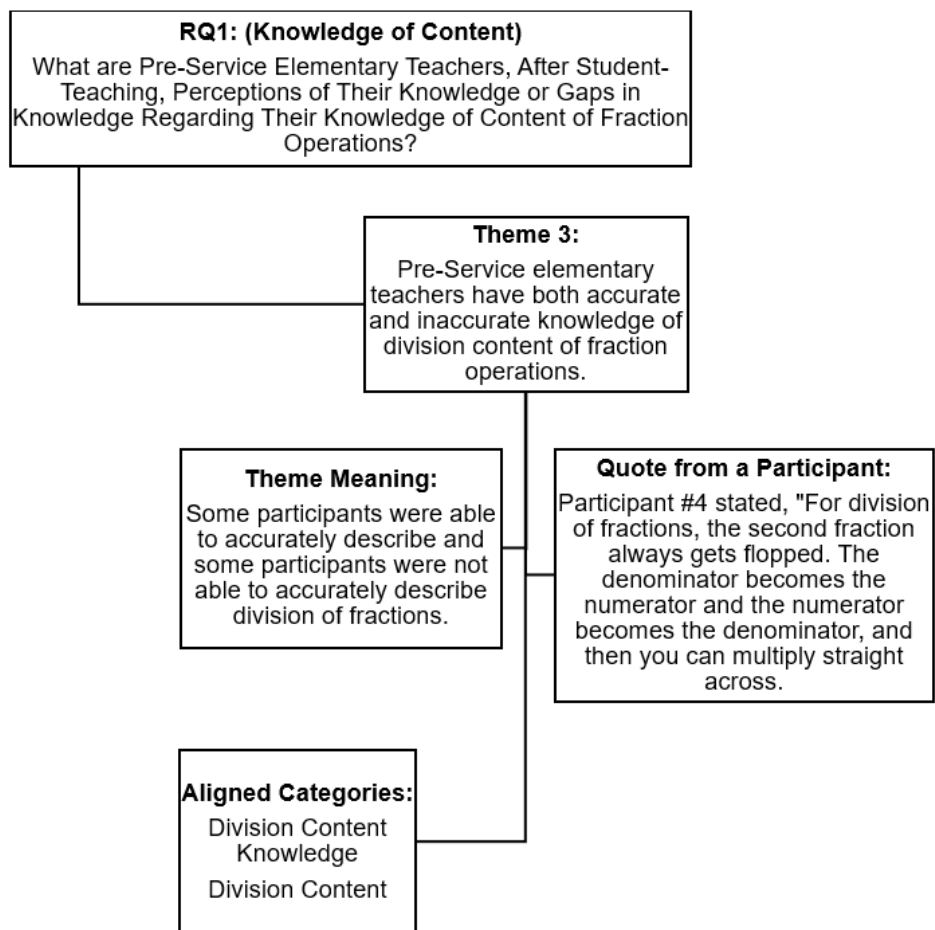 RQ1: (Knowledge of Content)
What are Pre-Service Elementary Teachers, After Student-
Teaching, Perceptions of Their Knowledge or Gaps in
Knowledge Regarding Their Knowledge of Content of Fraction
Operations?
Theme 3:
Pre-Service elementary
teachers have both accurate
and inaccurate knowledge of
division content of fraction
operations.
Theme Meaning:
Some participants were able
to accurately describe and
some participants were not
able to accurately describe
division of fractions.
Quote from a Participant:
Participant #4 stated, "For division
of fractions, the second fraction
always gets flopped. The
denominator becomes the
numerator and the numerator
becomes the denominator, and
then you can multiply straight
across.
Aligned Categories:
Division Content
Knowledge
Division Content